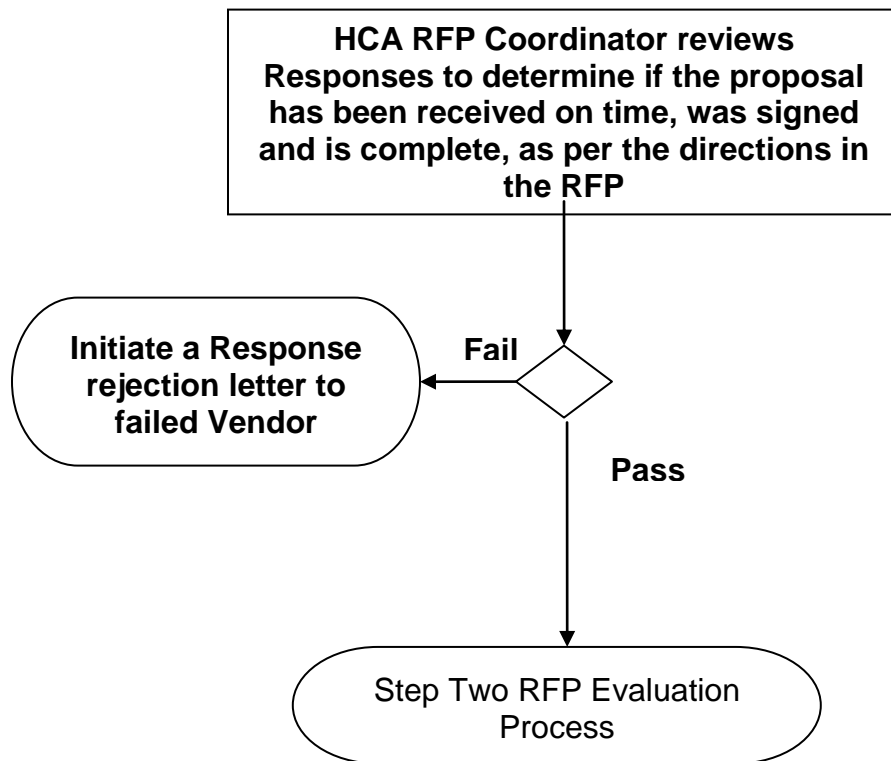 HCA RFP Coordinator reviews
Responses to determine if the proposal
has been received on time, was signed
and is complete, as per the directions in
the RFP
Initiate a Response
rejection letter to
failed Vendor
Fail
Pass
Step Two RFP Evaluation
Process